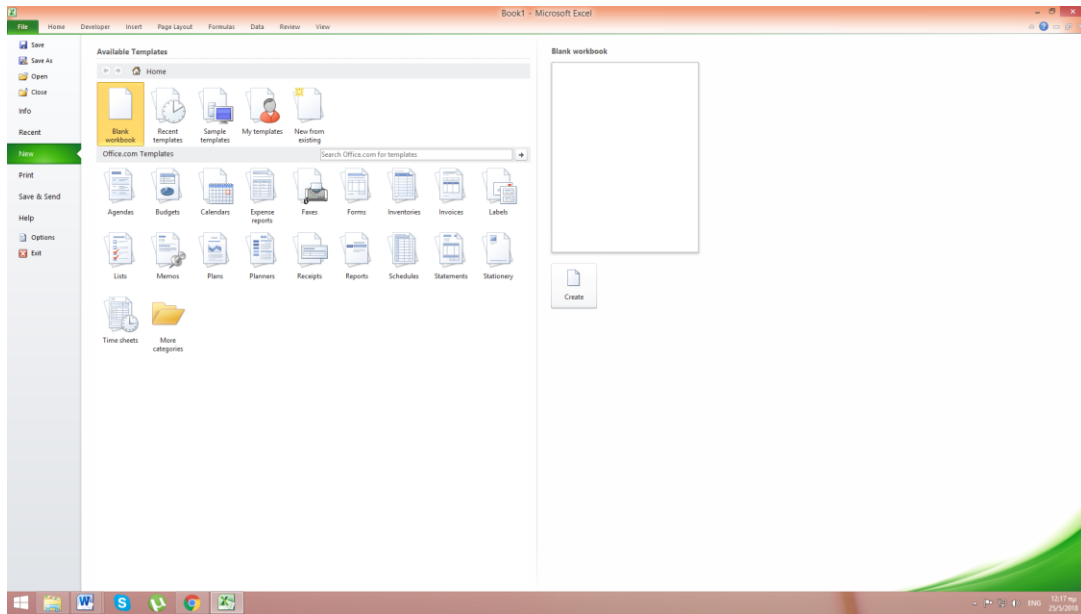 Book1 - Microsoft Excel
File Home Developer Insert Page Layout Formulas Data Review View
Save
Save As
Open
Close
Info
Recent
New
Print
Save & Send
Help
Options
Exit
Available Templates
Home
Blank workbook
Recent templates
Sample templates
My templates
New from existing
Office.com Templates
Search Office.com for templates
Agendas
Budgets
Calendars
Expense reports
Faxes
Forms
Inventories
Invoices
Labels
Lists
Memos
Plans
Planners
Receipts
Reports
Schedules
Statements
Stationery
Time sheets
More categories
Blank workbook
Create
ENG
12:17 πμ
25/5/2018